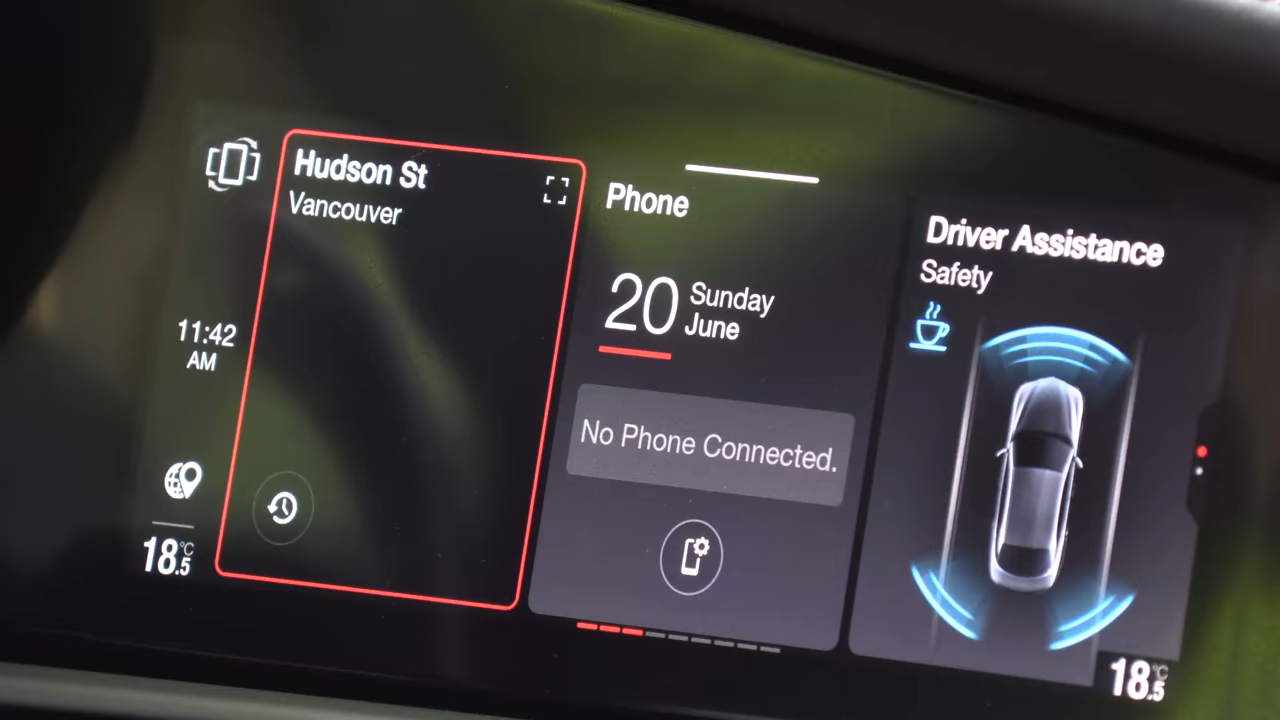 Hudson St
Vancouver
11:42
AM
18.5°C
Phone
20
Sunday
June
No Phone Connected.
Driver Assistance
Safety
18.5°C